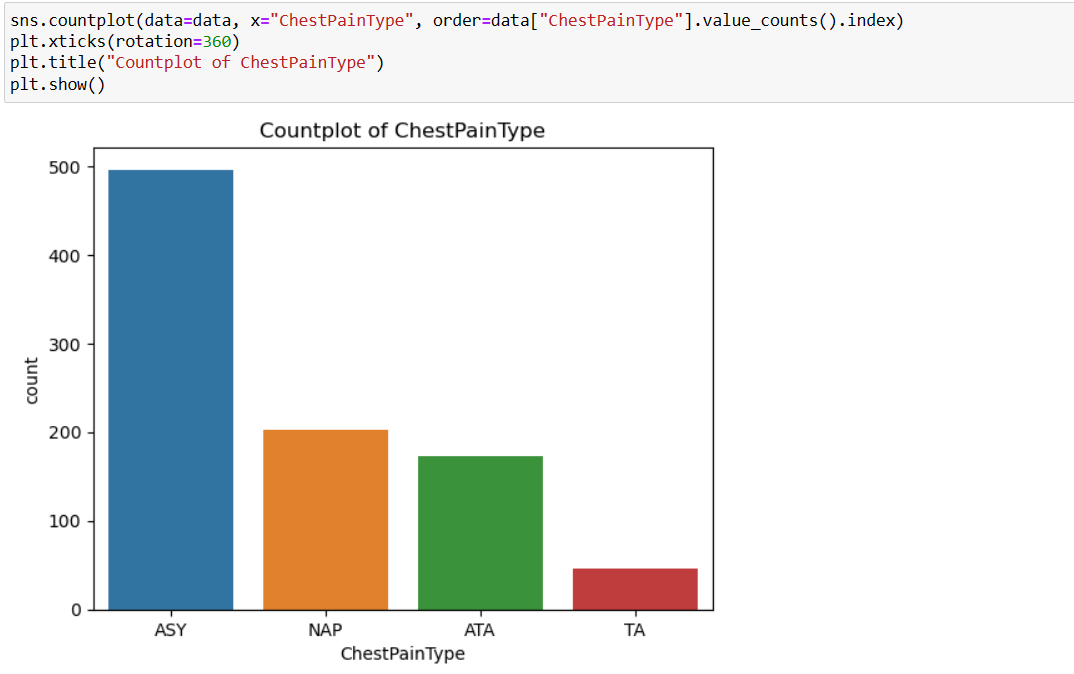 sns.countplot(data=data, x="ChestPainType", order=data["ChestPainType"].value_counts().index)
plt.xticks(rotation=360)
plt.title("Countplot of ChestPainType")
plt.show()
Countplot of ChestPainType
500
400
300
200
100
0
count
ASY NAP ATA TA
ChestPainType